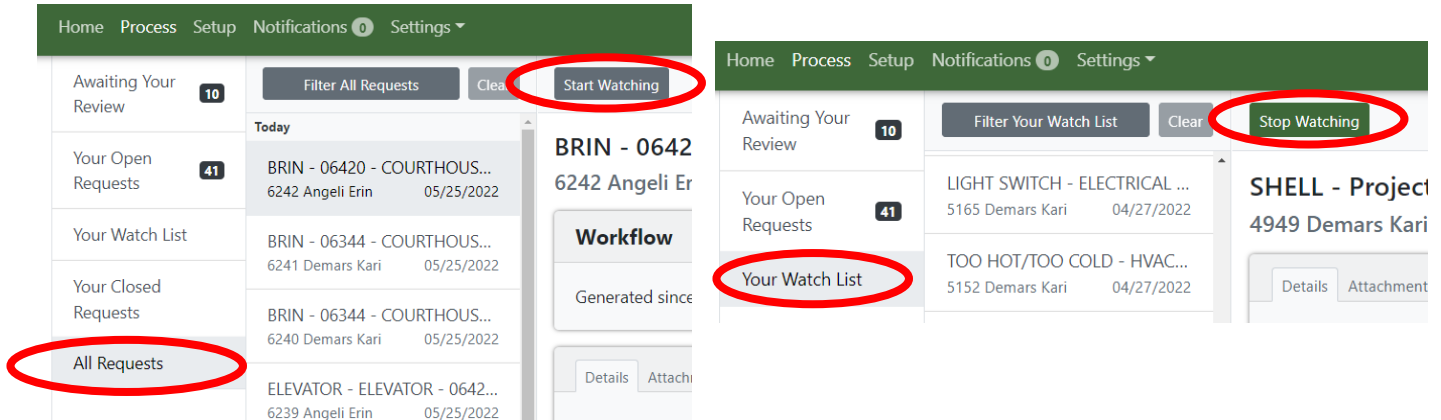 Home Process Setup Notifications 0 Settings
Awaiting Your
Review
10
Your Open
Requests
41
Your Watch List
Your Closed
Requests
All Requests
Filter All Requests
Clear
Today
BRIN - 06420 - COURTHOUS...
6242 Angeli Erin 05/25/2022
BRIN - 06344 - COURTHOUS...
6241 Demars Kari 05/25/2022
BRIN - 06344 - COURTHOUS...
6240 Demars Kari 05/25/2022
ELEVATOR - ELEVATOR - 0642...
6239 Angeli Erin 05/25/2022
Start Watching
BRIN - 0642
6242 Angeli Er
Workflow
Generated since
Details Attachm
Home Process Setup Notifications 0 Settings
Awaiting Your
Review
10
Your Open
Requests
41
Your Watch List
Filter Your Watch List
Clear
LIGHT SWITCH - ELECTRICAL ...
5165 Demars Kari 04/27/2022
TOO HOT/TOO COLD - HVAC...
5152 Demars Kari 04/27/2022
Stop Watching
SHELL - Project
4949 Demars Kari
Details Attachment